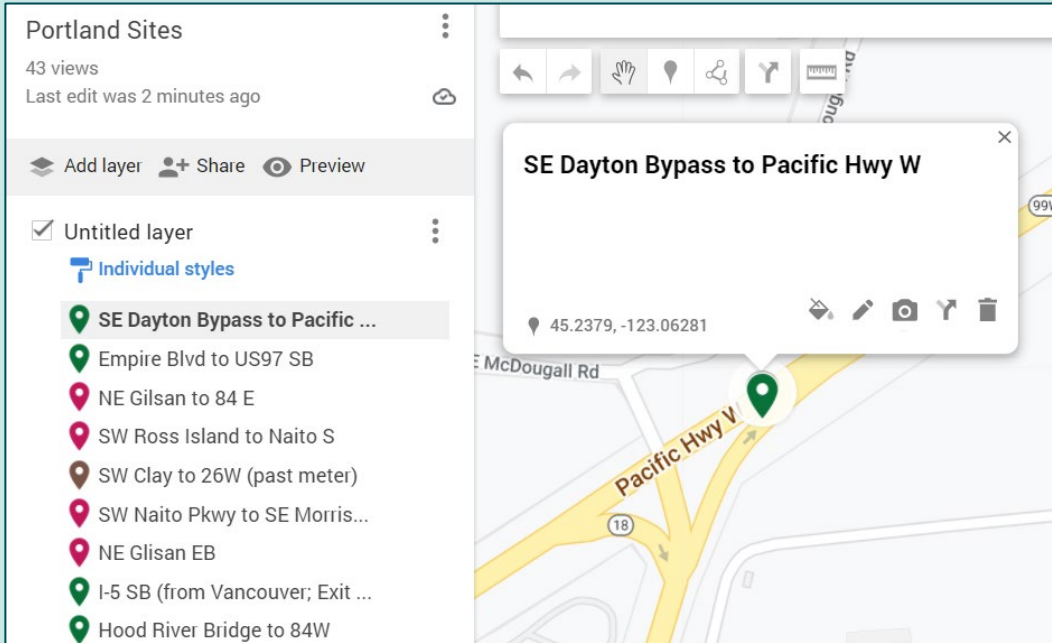 Portland Sites
43 views
Last edit was 2 minutes ago
Add layer
Share
Preview
Untitled layer
Individual styles
SE Dayton Bypass to Pacific ...
Empire Blvd to US97 SB
NE Gilsan to 84 E
SW Ross Island to Naito S
SW Clay to 26W (past meter)
SW Naito Pkwy to SE Morris...
NE Glisan EB
I-5 SB (from Vancouver; Exit ...
Hood River Bridge to 84W
SE Dayton Bypass to Pacific Hwy W
45.2379, -123.06281
99W
E McDougall Rd
Pacific Hwy W
18